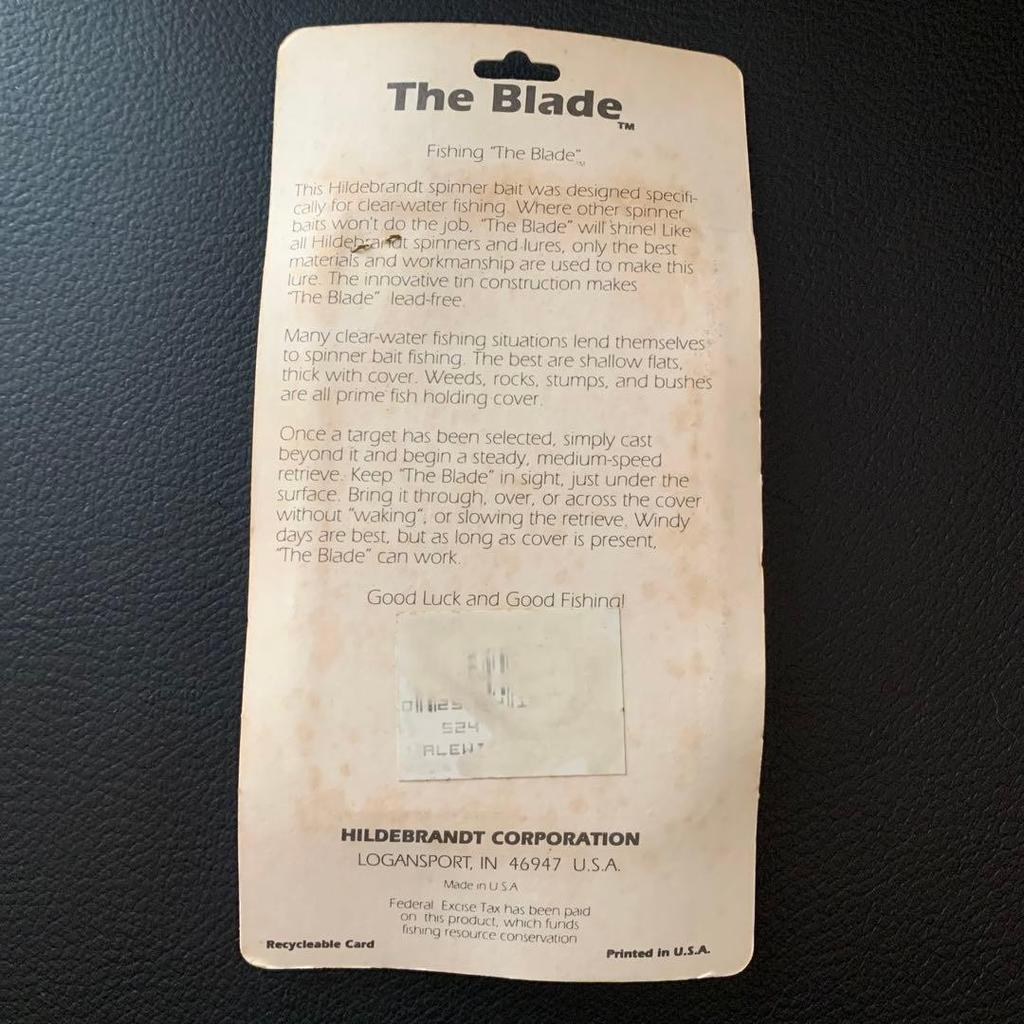 The Blade™
Fishing "The Blade"™
This Hildebrandt spinner bait was designed specifi-
cally for clear-water fishing. Where other spinner
baits won't do the job, "The Blade" will shine! Like
all Hildebrandt spinners and lures, only the best
materials and workmanship are used to make this
lure. The innovative tin construction makes
"The Blade" lead-free.
Many clear-water fishing situations lend themselves
to spinner bait fishing. The best are shallow flats,
thick with cover. Weeds, rocks, stumps, and bushes
are all prime fish holding cover.
Once a target has been selected, simply cast
beyond it and begin a steady, medium-speed
retrieve. Keep "The Blade" in sight, just under the
surface. Bring it through, over, or across the cover
without "waking", or slowing the retrieve. Windy
days are best, but as long as cover is present,
"The Blade" can work.
Good Luck and Good Fishing!
524
HILDEBRANDT CORPORATION
LOGANSPORT, IN 46947 U.S.A.
Made in U S A
Federal Excise Tax has been paid
on this product, which funds
fishing resource conservation
Recycleable Card
Printed in U.S.A.